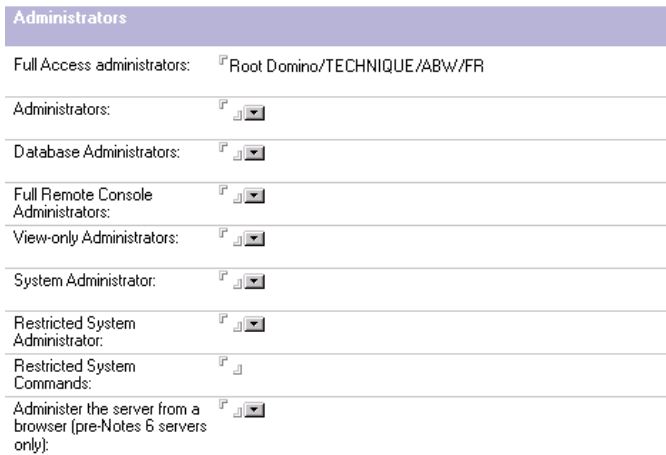 Administrators
Full Access administrators: Root Domino/TECHNIQUE/ABW/FR
Administrators:
Database Administrators:
Full Remote Console
Administrators:
View-only Administrators:
System Administrator:
Restricted System
Administrator:
Restricted System
Commands:
Administer the server from a
browser (pre-Notes 6 servers
only):